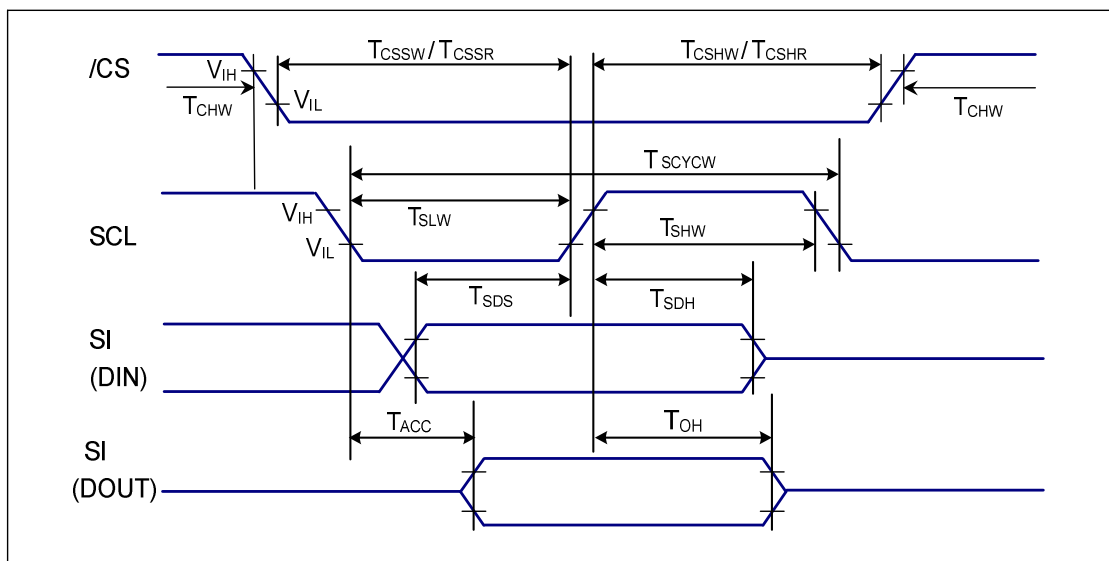 TCSSW / TCSSR
TCSHW / TCSHR
/CS
VIH
TCHW
VIL
TCHW
TSCYCW
VIH
TSLW
TSHW
SCL
VIL
TSDS
TSDH
SI
(DIN)
TACC
TOH
SI
(DOUT)